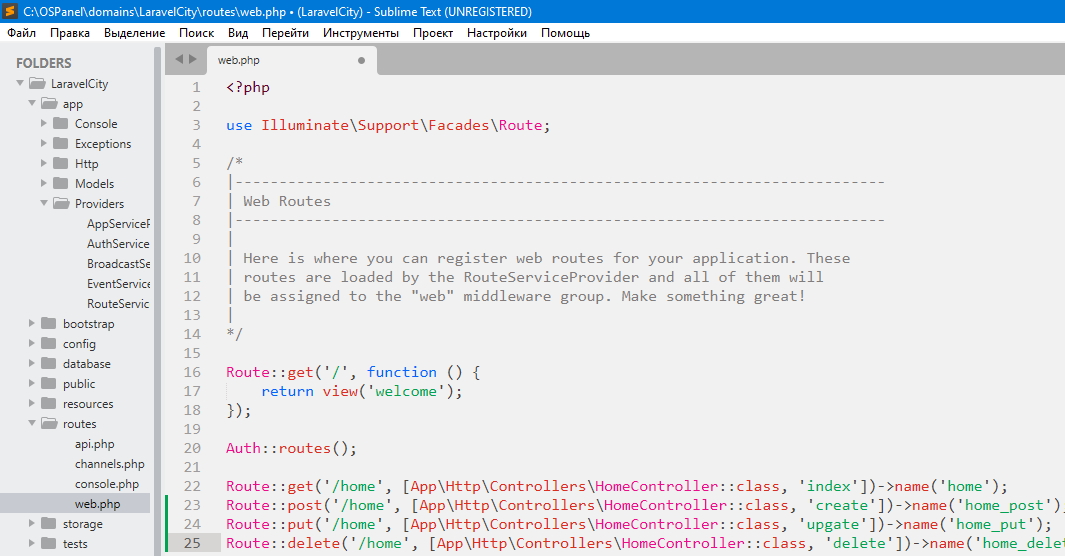 C:\OSPanel\domains\LaravelCity\routes\web.php • (LaravelCity) - Sublime Text (UNREGISTERED)
Файл Правка Выделение Поиск Вид Перейти Инструменты Проект Настройки Помощь
FOLDERS
LaravelCity
app
Console
Exceptions
Http
Models
Providers
AppServiceP
AuthService
BroadcastSe
EventService
RouteServic
bootstrap
config
database
public
resources
routes
api.php
channels.php
console.php
web.php
storage
tests
web.php
1 <?php
2
3 use Illuminate\Support\Facades\Route;
4
5 /*
6 |--------------------------------------------------------------------------
7 | Web Routes
8 |--------------------------------------------------------------------------
9 |
10 | Here is where you can register web routes for your application. These
11 | routes are loaded by the RouteServiceProvider and all of them will
12 | be assigned to the "web" middleware group. Make something great!
13 |
14 */
15
16 Route::get('/', function () {
17     return view('welcome');
18 });
19
20 Auth::routes();
21
22 Route::get('/home', [App\Http\Controllers\HomeController::class, 'index'])->name('home');
23 Route::post('/home', [App\Http\Controllers\HomeController::class, 'create'])->name('home_post');
24 Route::put('/home', [App\Http\Controllers\HomeController::class, 'upgate'])->name('home_put');
25 Route::delete('/home', [App\Http\Controllers\HomeController::class, 'delete'])->name('home_delet